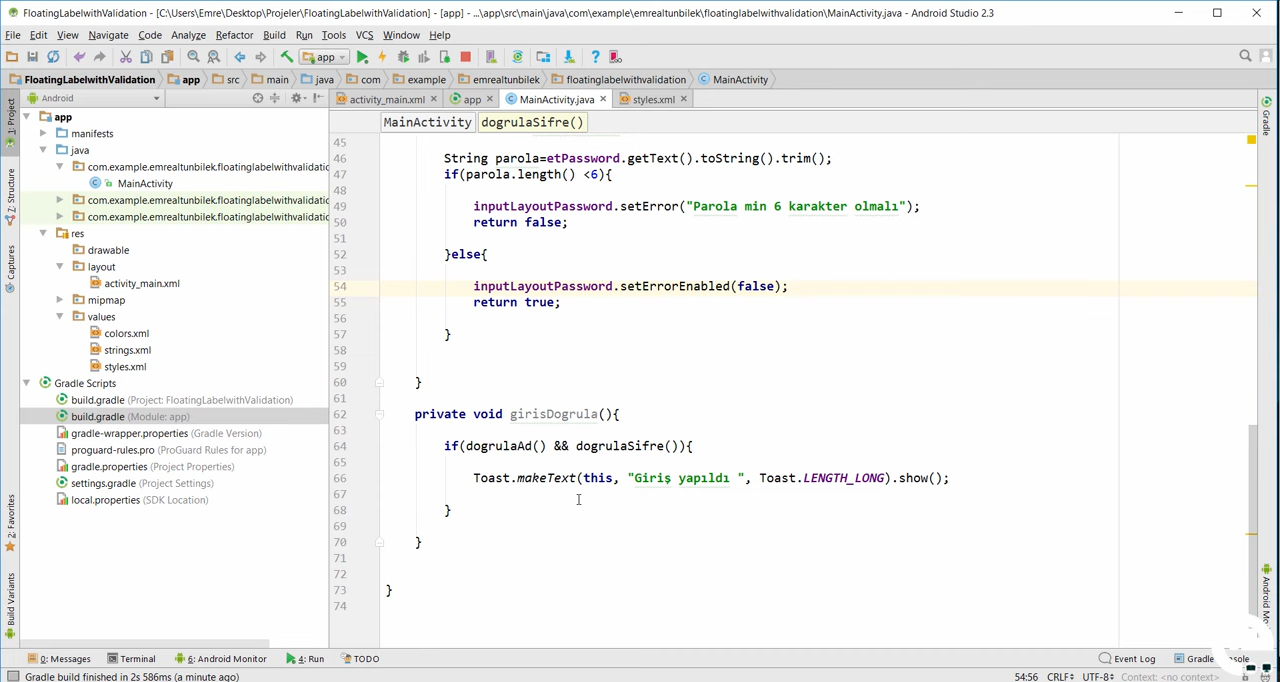 FloatingLabelwithValidation - [C:\Users\Emre\Desktop\Projeler\FloatingLabelwithValidation] - [app] - ...\app\src\main\java\com\example\emrealtunbilek\floatinglabelwithvalidation\MainActivity.java - Android Studio 2.3
File Edit View Navigate Code Analyze Refactor Build Run Tools VCS Window Help
app
FloatingLabelwithValidation app src main java com example emrealtunbilek floatinglabelwithvalidation MainActivity
Android
activity_main.xml app MainActivity.java styles.xml
MainActivity dogrulaSifre()
1: Project
Z: Structure
Captures
2: Favorites
Build Variants
app
manifests
java
com.example.emrealtunbilek.floatinglabelwithvalidatio
MainActivity
com.example.emrealtunbilek.floatinglabelwithvalidatio
com.example.emrealtunbilek.floatinglabelwithvalidatio
res
drawable
layout
activity_main.xml
mipmap
values
colors.xml
strings.xml
styles.xml
Gradle Scripts
build.gradle (Project: FloatingLabelwithValidation)
build.gradle (Module: app)
gradle-wrapper.properties (Gradle Version)
proguard-rules.pro (ProGuard Rules for app)
gradle.properties (Project Properties)
settings.gradle (Project Settings)
local.properties (SDK Location)
45
46 String parola=etPassword.getText().toString().trim();
47 if(parola.length() <6){
48
49 inputLayoutPassword.setError("Parola min 6 karakter olmalı");
50 return false;
51
52 }else{
53
54 inputLayoutPassword.setErrorEnabled(false);
55 return true;
56
57 }
58
59
60 }
61
62 private void girisDogrula(){
63
64 if(dogrulaAd() && dogrulaSifre()){
65
66 Toast.makeText(this, "Giriş yapıldı ", Toast.LENGTH_LONG).show();
67
68 }
69
70 }
71
72
73 }
74
Gradle
0: Messages Terminal 6: Android Monitor 4: Run TODO Event Log
Gradle build finished in 2s 586ms (a minute ago) 54:56 CRLF UTF-8 Context: <no context>